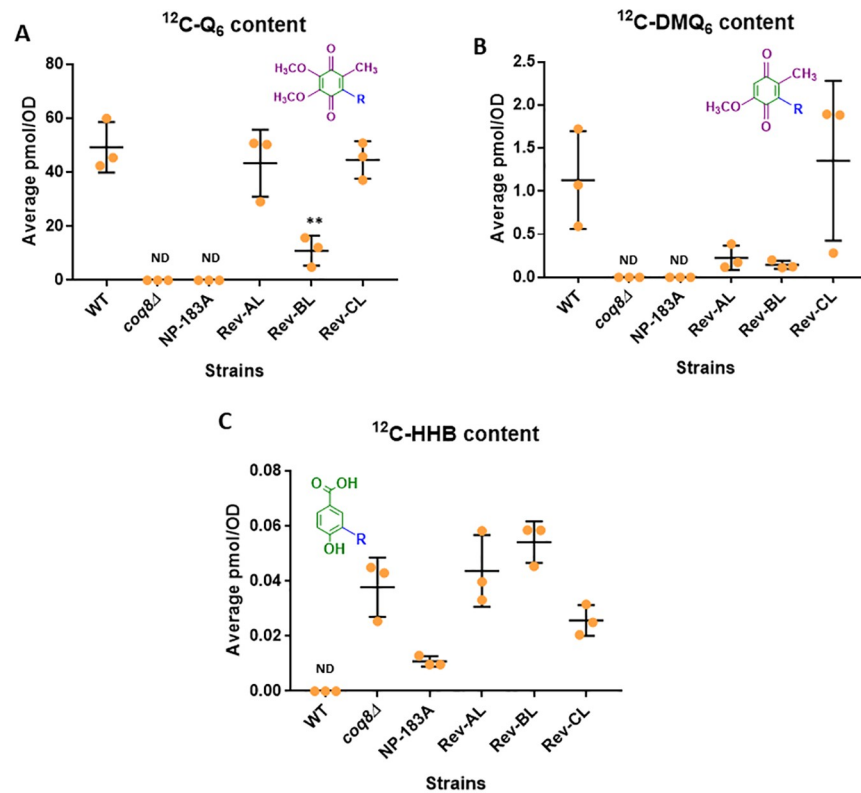 A
¹²C-Q₆ content
Average pmol/OD
80
60
40
20
0
O
H₃CO
CH₃
H₃CO
R
O
ND
ND
**
WT
coq8Δ
NP-183A
Rev-AL
Rev-BL
Rev-CL
Strains
B
¹²C-DMQ₆ content
Average pmol/OD
2.5
2.0
1.5
1.0
0.5
0.0
O
CH₃
H₃CO
R
O
ND
ND
WT
coq8Δ
NP-183A
Rev-AL
Rev-BL
Rev-CL
Strains
C
¹²C-HHB content
Average pmol/OD
0.08
0.06
0.04
0.02
0.00
O
OH
R
OH
ND
WT
coq8Δ
NP-183A
Rev-AL
Rev-BL
Rev-CL
Strains